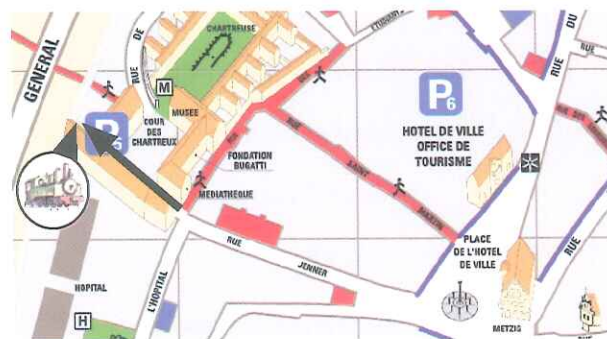 CHARTREUSE
RUE DE
GENERAL
M
MUSEE
COUR
DES
CHARTREUX
P6
FONDATION
BUGATTI
MEDIATHEQUE
RUE
SAINT
P6
HOTEL DE VILLE
OFFICE DE
TOURISME
RUE
DU
RUE
RUE
JENNER
PLACE
DE L'HOTEL
DE VILLE
RUE
METZIG
HOPITAL
L'HOPITAL
H